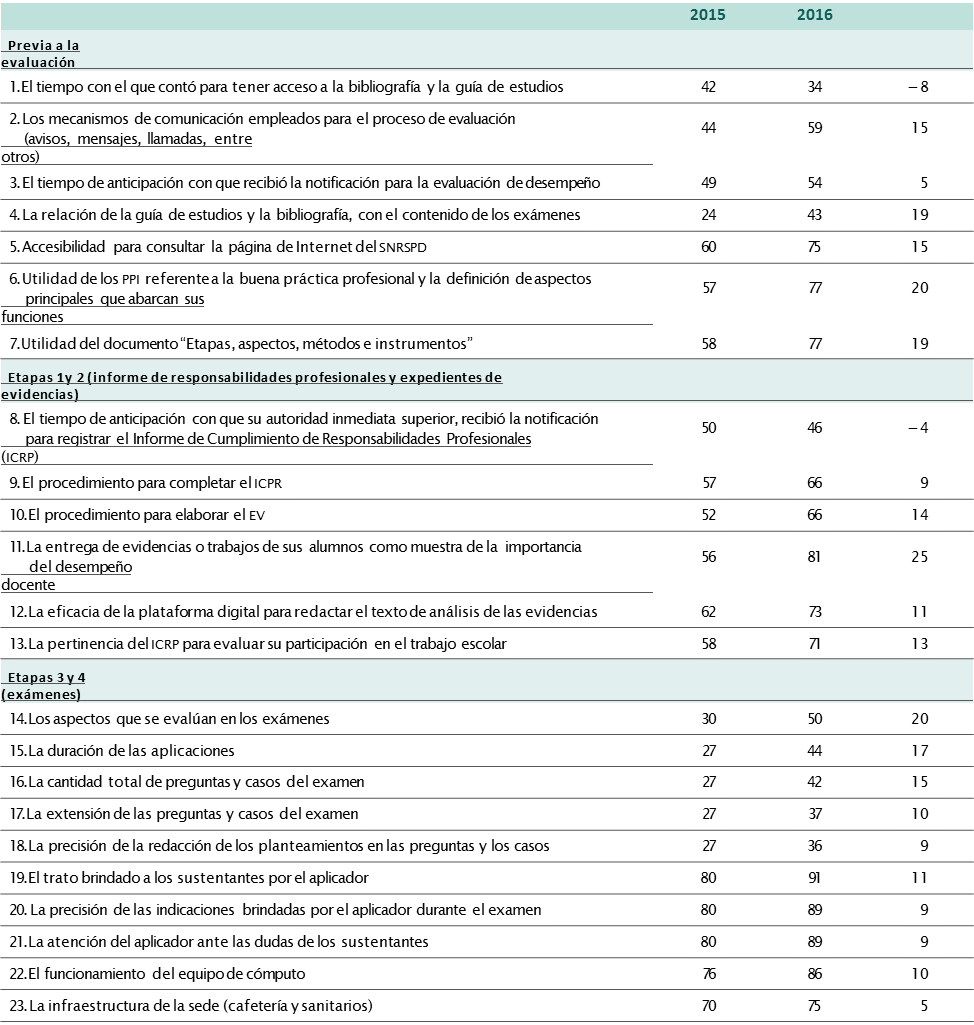 2015 2016
Previa a la
evaluación
1.El tiempo con el que contó para tener acceso a la bibliografía y la guía de estudios 42 34 – 8
2. Los mecanismos de comunicación empleados para el proceso de evaluación
(avisos, mensajes, llamadas, entre 44 59 15
otros)
3. El tiempo de anticipación con que recibió la notificación para la evaluación de desempeño 49 54 5
4. La relación de la guía de estudios y la bibliografía, con el contenido de los exámenes 24 43 19
5. Accesibilidad para consultar la página de Internet del SNRSPD 60 75 15
6. Utilidad de los PPI referente a la buena práctica profesional y la definición de aspectos
principales que abarcan sus 57 77 20
funciones
7.Utilidad del documento “Etapas, aspectos, métodos e instrumentos” 58 77 19
Etapas 1 y 2 (informe de responsabilidades profesionales y expedientes de
evidencias)
8. El tiempo de anticipación con que su autoridad inmediata superior, recibió la notificación
para registrar el Informe de Cumplimiento de Responsabilidades Profesionales 50 46 – 4
(ICRP)
9. El procedimiento para completar el ICPR 57 66 9
10.El procedimiento para elaborar el EV 52 66 14
11.La entrega de evidencias o trabajos de sus alumnos como muestra de la importancia
del desempeño 56 81 25
docente
12.La eficacia de la plataforma digital para redactar el texto de análisis de las evidencias 62 73 11
13.La pertinencia del ICRP para evaluar su participación en el trabajo escolar 58 71 13
Etapas 3 y 4
(exámenes)
14.Los aspectos que se evalúan en los exámenes 30 50 20
15.La duración de las aplicaciones 27 44 17
16.La cantidad total de preguntas y casos del examen 27 42 15
17.La extensión de las preguntas y casos del examen 27 37 10
18.La precisión de la redacción de los planteamientos en las preguntas y los casos 27 36 9
19.El trato brindado a los sustentantes por el aplicador 80 91 11
20. La precisión de las indicaciones brindadas por el aplicador durante el examen 80 89 9
21.La atención del aplicador ante las dudas de los sustentantes 80 89 9
22.El funcionamiento del equipo de cómputo 76 86 10
23.La infraestructura de la sede (cafetería y sanitarios) 70 75 5